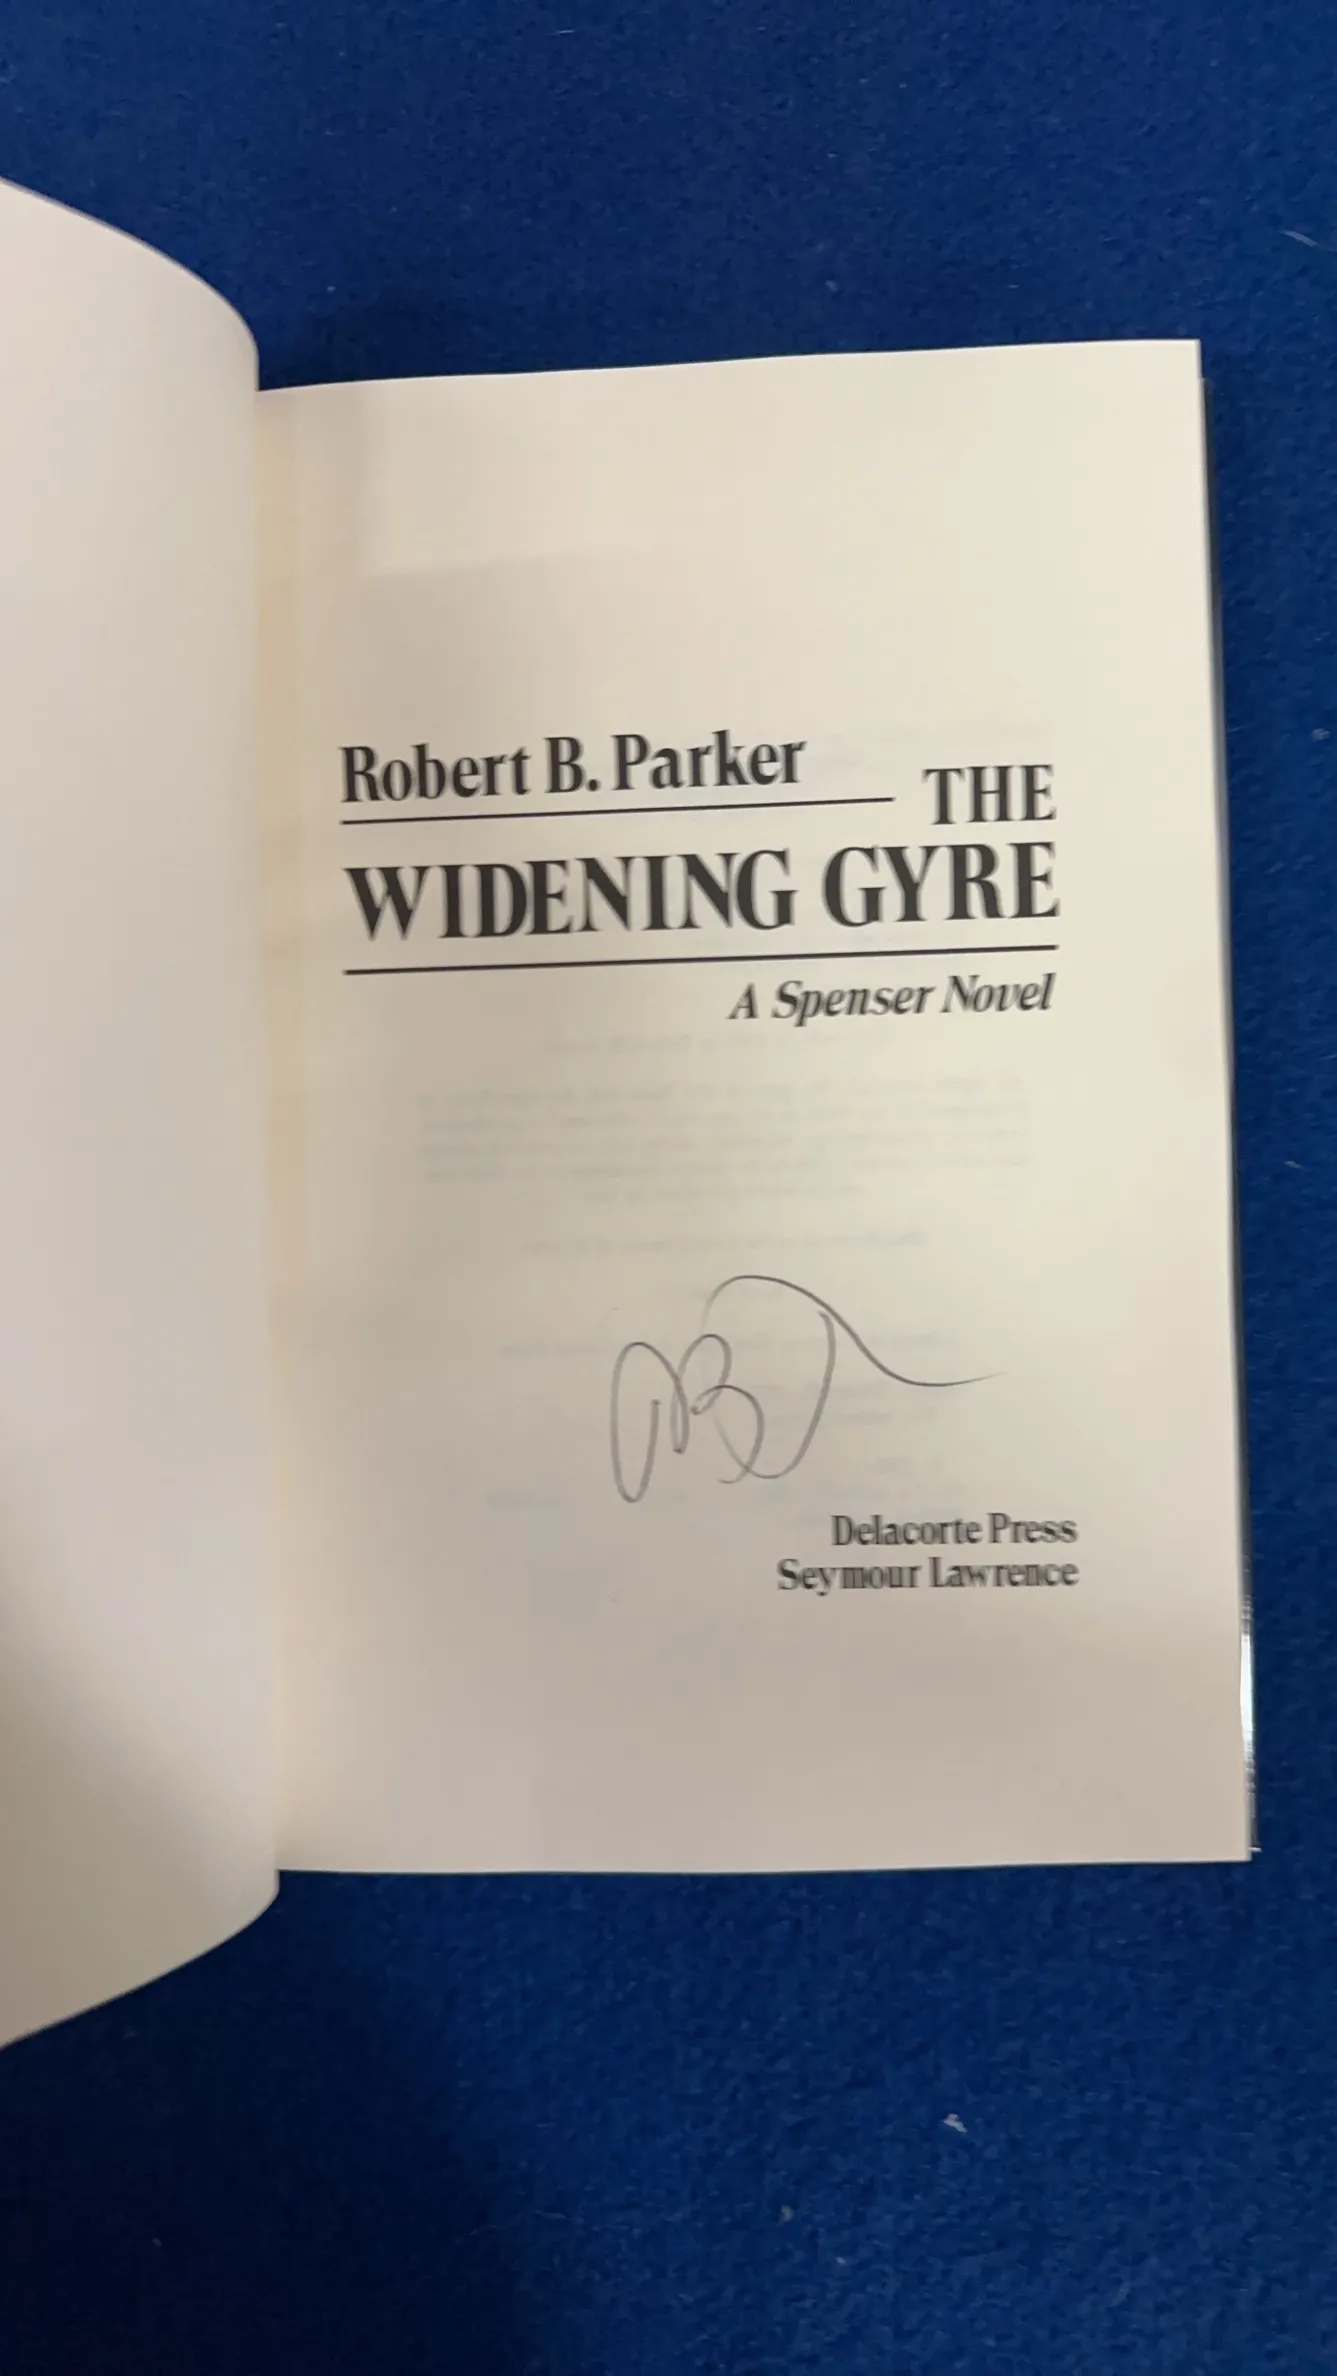 Robert B. Parker
THE
WIDENING GYRE
A Spenser Novel
Delacorte Press
Seymour Lawrence